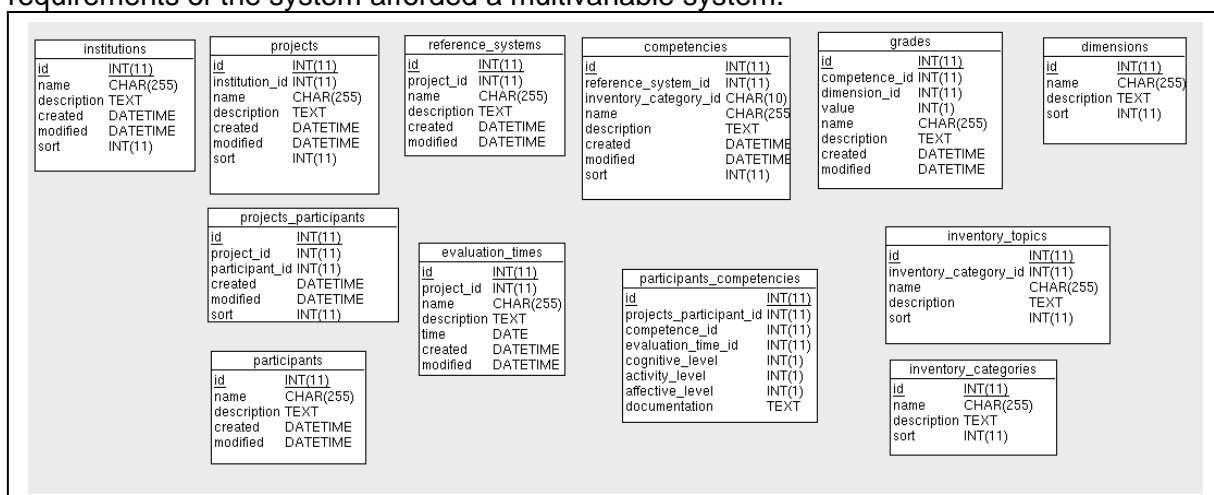 requirements of the system afforded a multivariable system.
institutions
id INT(11)
name CHAR(255)
description TEXT
created DATETIME
modified DATETIME
sort INT(11)
projects
id INT(11)
institution_id INT(11)
name CHAR(255)
description TEXT
created DATETIME
modified DATETIME
sort INT(11)
reference_systems
id INT(11)
project_id INT(11)
name CHAR(255)
description TEXT
created DATETIME
modified DATETIME
competencies
id INT(11)
reference_system_id INT(11)
inventory_category_id CHAR(10)
name CHAR(255
description TEXT
created DATETIME
modified DATETIME
sort INT(11)
grades
id INT(11)
competence_id INT(11)
dimension_id INT(11)
value INT(1)
name CHAR(255)
description TEXT
created DATETIME
modified DATETIME
dimensions
id INT(11)
name CHAR(255)
description TEXT
sort INT(11)
projects_participants
id INT(11)
project_id INT(11)
participant_id INT(11)
created DATETIME
modified DATETIME
sort INT(11)
evaluation_times
id INT(11)
project_id INT(11)
name CHAR(255)
description TEXT
time DATE
created DATETIME
modified DATETIME
participants_competencies
id INT(11)
projects_participant_id INT(11)
competence_id INT(11)
evaluation_time_id INT(11)
cognitive_level INT(1)
activity_level INT(1)
affective_level INT(1)
documentation TEXT
inventory_topics
id INT(11)
inventory_category_id INT(11)
name CHAR(255)
description TEXT
sort INT(11)
participants
id INT(11)
name CHAR(255)
description TEXT
created DATETIME
modified DATETIME
inventory_categories
id INT(11)
name CHAR(255)
description TEXT
sort INT(11)